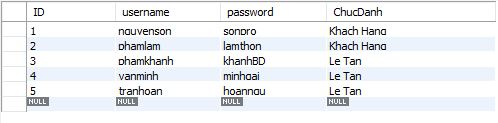 ID username password ChucDanh
1 nguyenson sonpro Khach Hang
2 phamlam lamthon Khach Hang
3 phamkhanh khanhBD Le Tan
4 vanminh minhgai Le Tan
5 tranhoan hoanngu Le Tan
NULL NULL NULL NULL